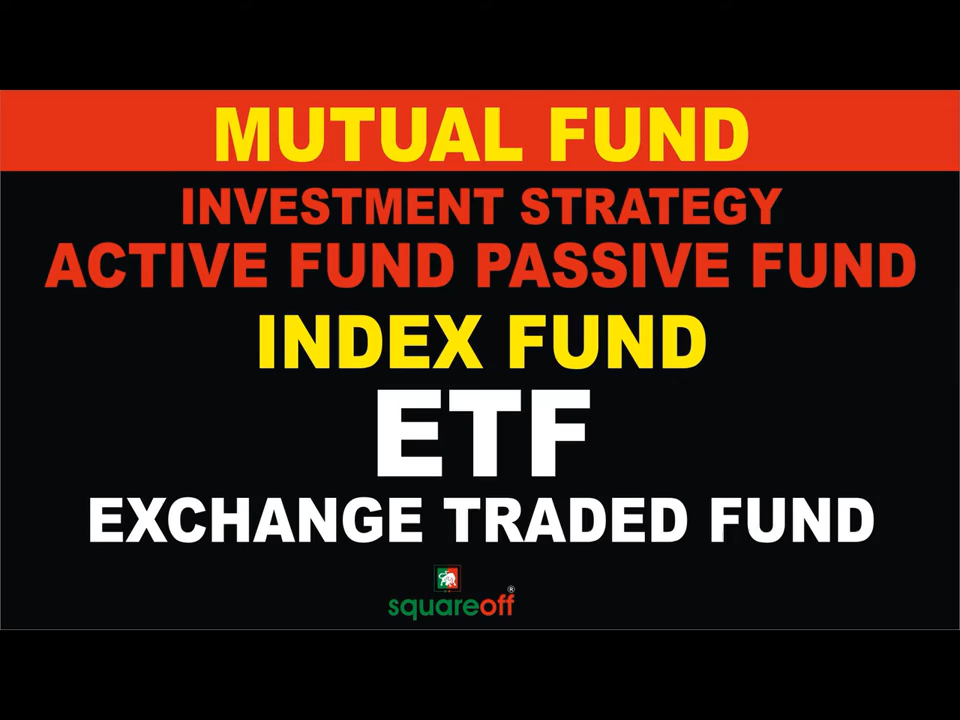 MUTUAL FUND
INVESTMENT STRATEGY
ACTIVE FUND PASSIVE FUND
INDEX FUND
ETF
EXCHANGE TRADED FUND
squareoff®